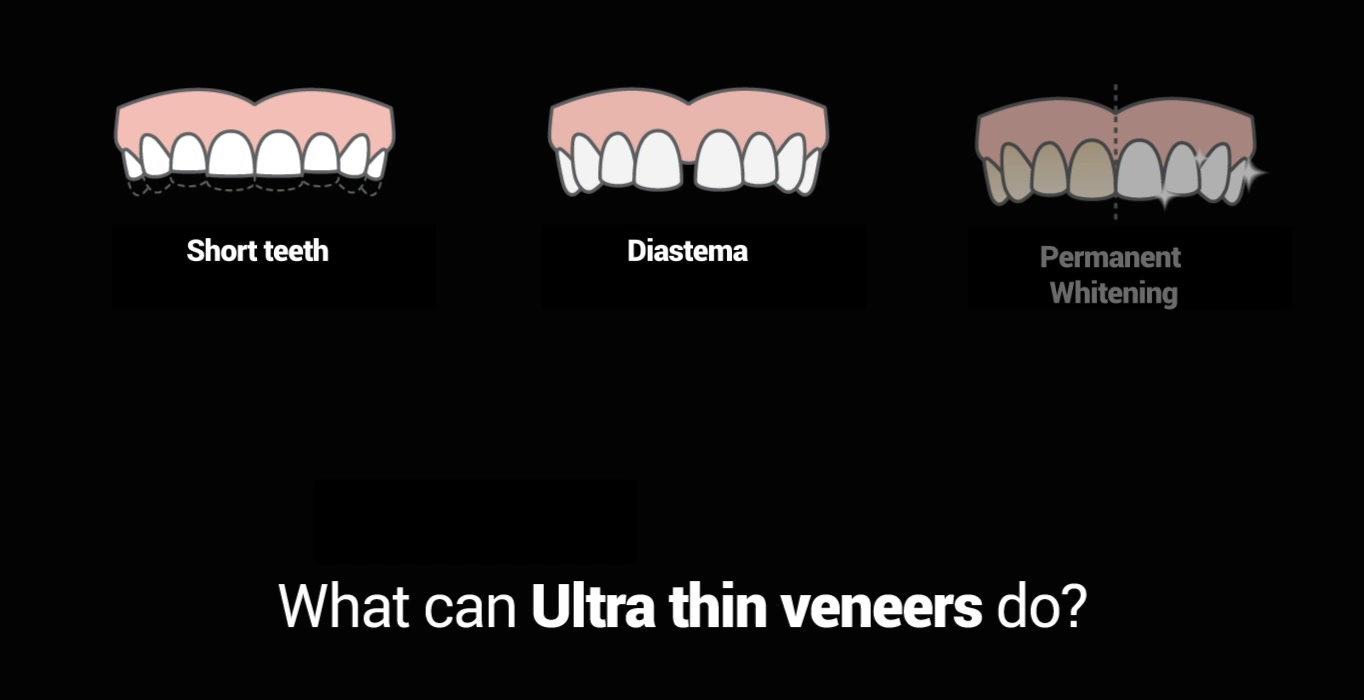 Short teeth
Diastema
Permanent
Whitening
What can Ultra thin veneers do?